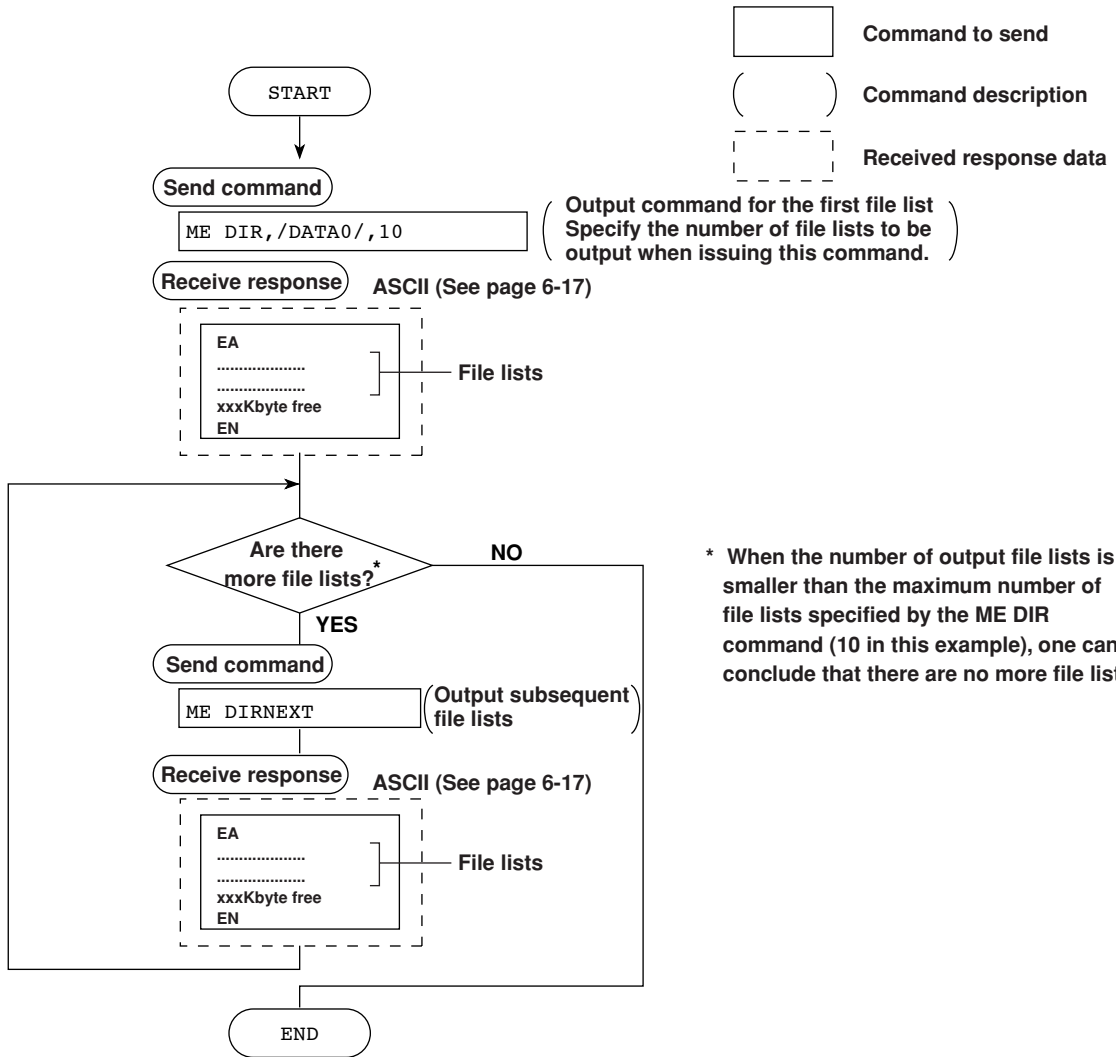 Command to send
START
Command description
Received response data
Send command
ME DIR,/DATA0/,10
Output command for the first file list
Specify the number of file lists to be
output when issuing this command.
Receive response
ASCII (See page 6-17)
EA
....................
....................
xxxKbyte free
EN
File lists
Are there
more file lists?*
NO
YES
* When the number of output file lists is
smaller than the maximum number of
file lists specified by the ME DIR
command (10 in this example), one can
conclude that there are no more file list
Send command
ME DIRNEXT
Output subsequent
file lists
Receive response
ASCII (See page 6-17)
EA
....................
....................
xxxKbyte free
EN
File lists
END